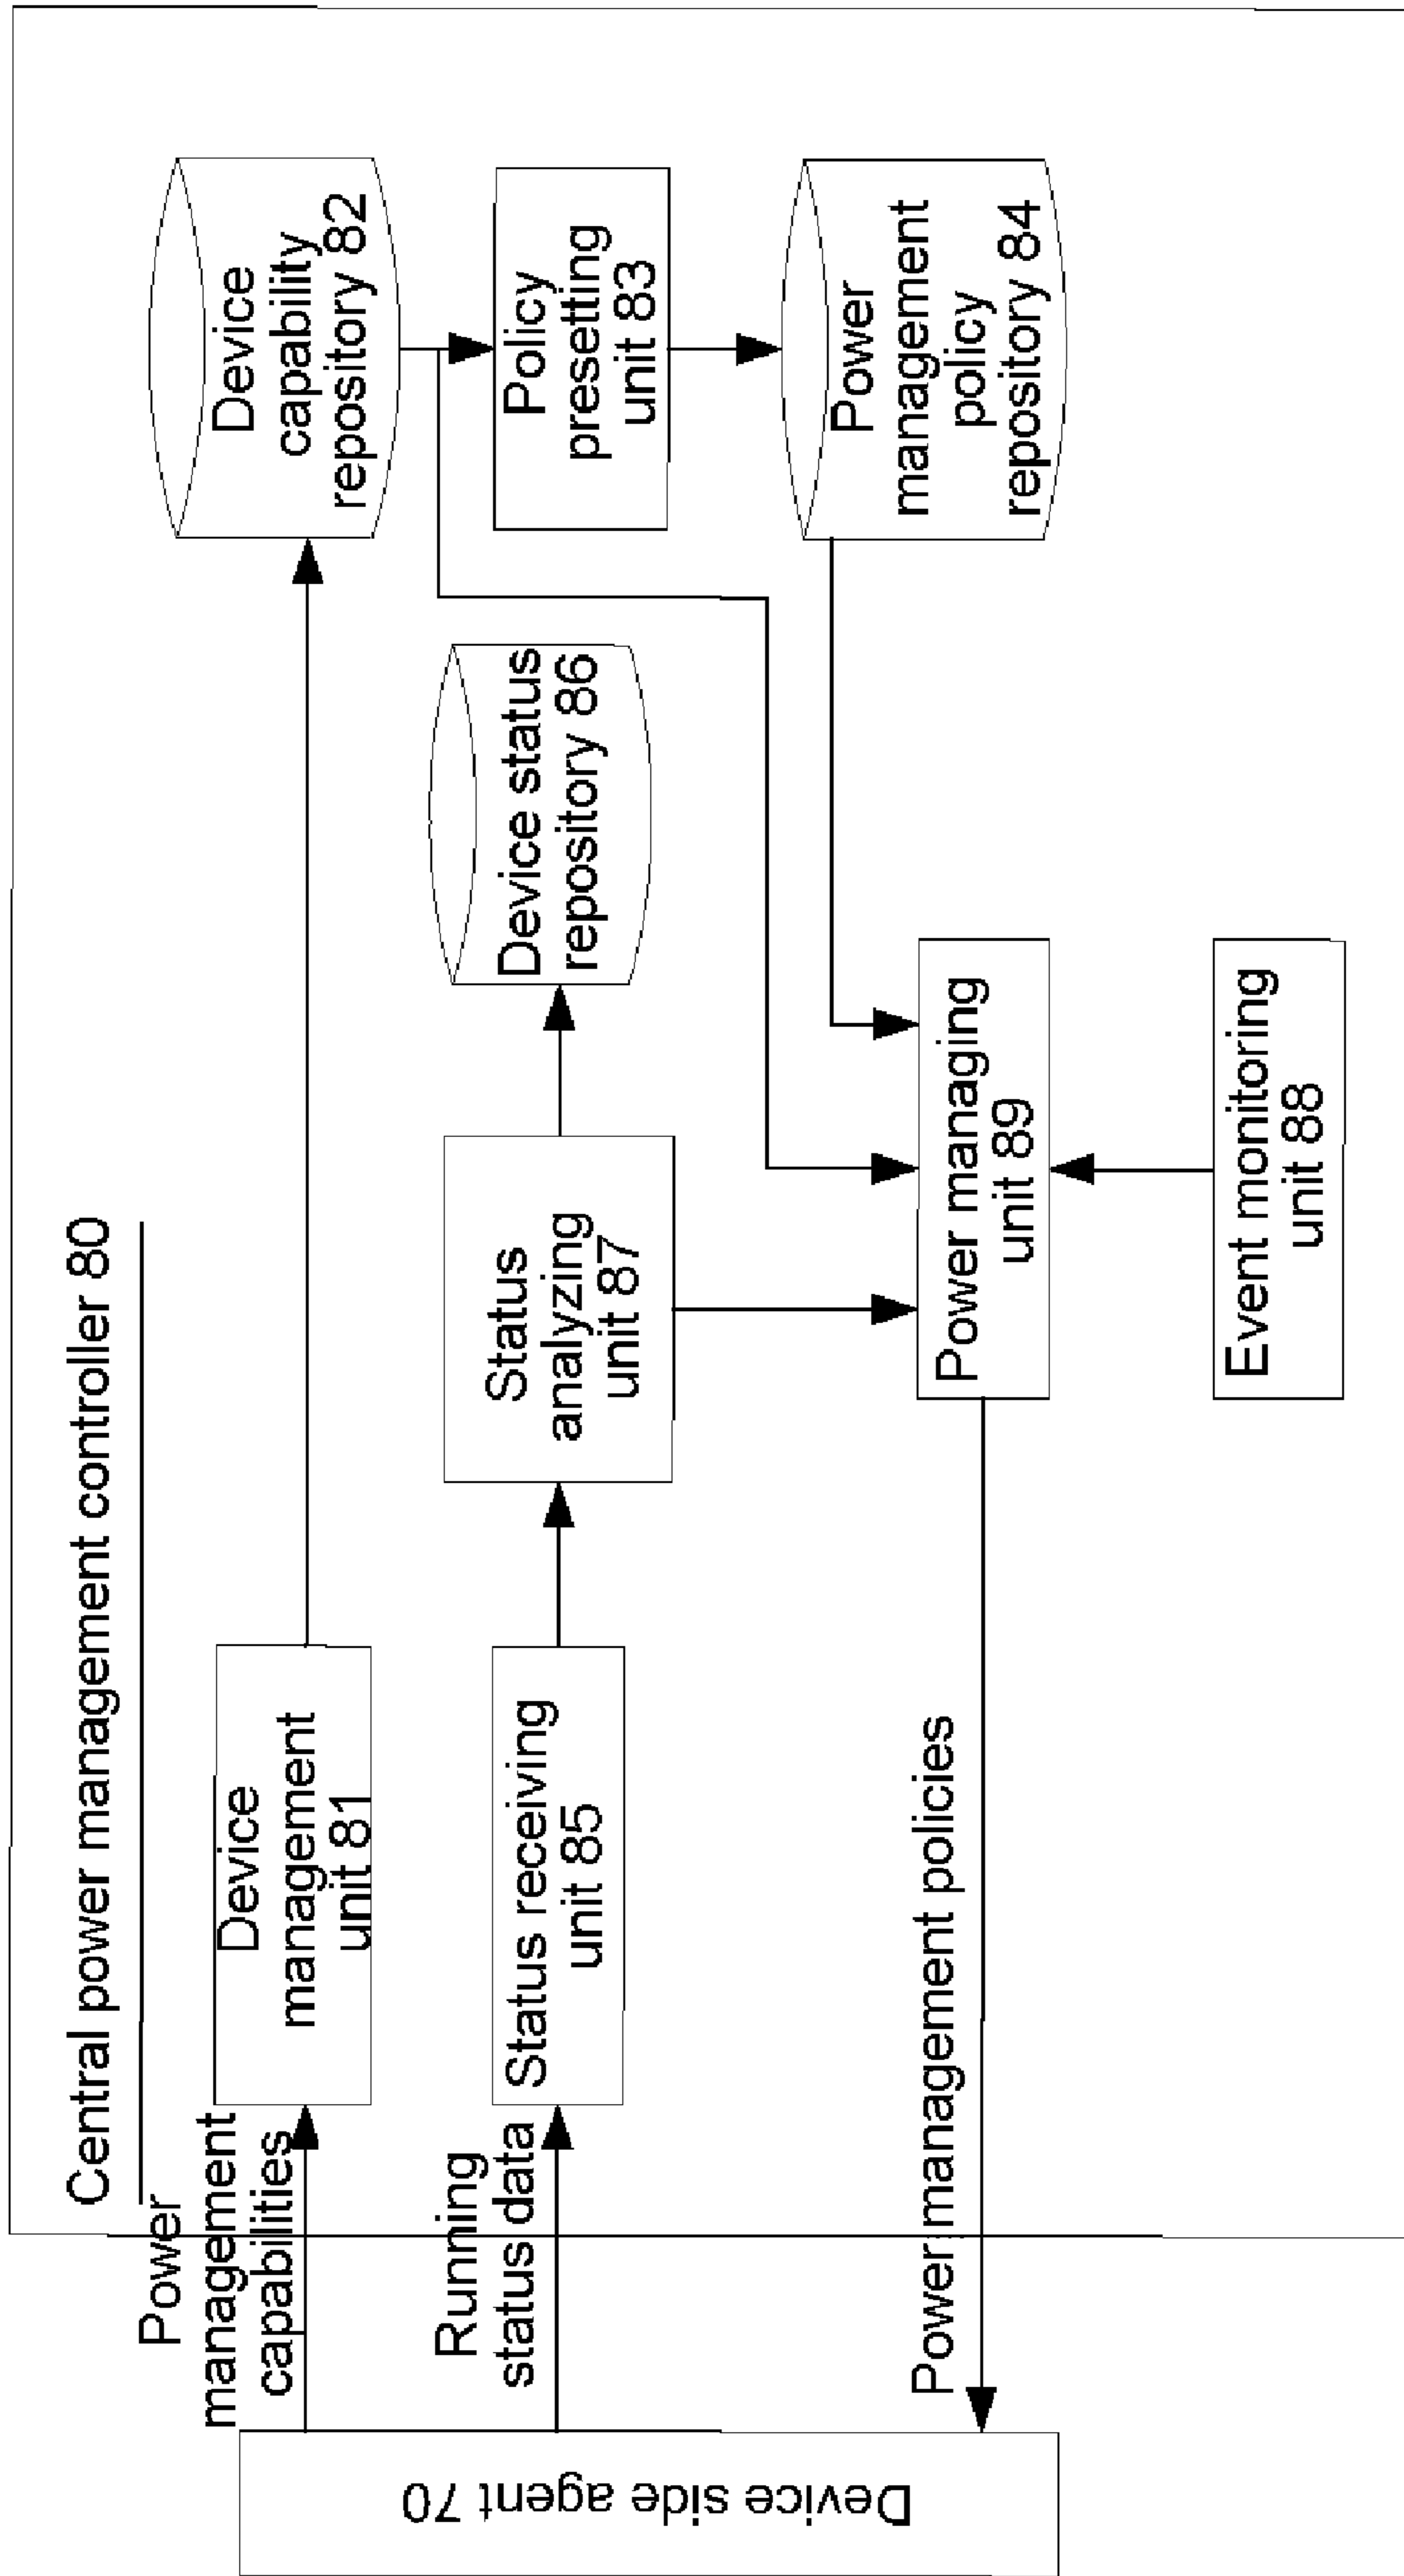 Central power management controller 80
Power
management
capabilities
Device
management
unit 81
Device
capability
repository 82
Running
status data
Status receiving
unit 85
Status
analyzing
unit 87
Device status
repository 86
Policy
presetting
unit 83
Power
management
policy
repository 84
Power management policies
Power managing
unit 89
Event monitoring
unit 88
Device side agent 70